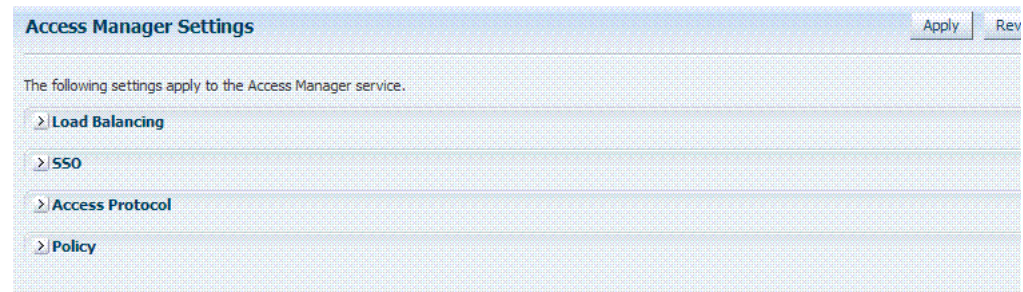 Access Manager Settings
Apply Rev
The following settings apply to the Access Manager service.
Load Balancing
SSO
Access Protocol
Policy